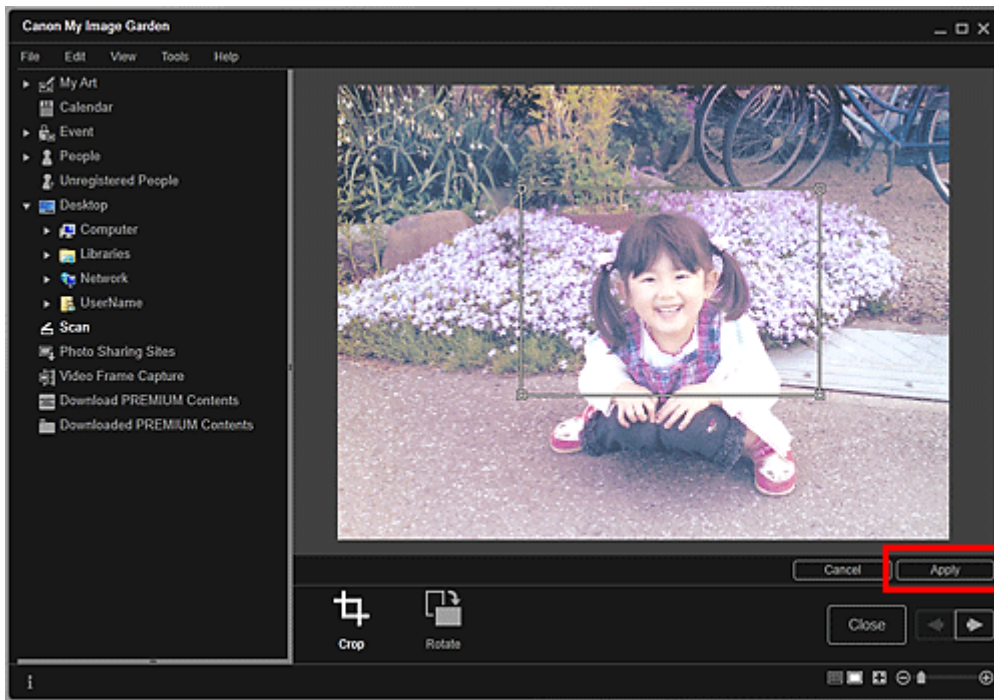 Canon My Image Garden
File Edit View Tools Help
My Art
Calendar
Event
People
Unregistered People
Desktop
Computer
Libraries
Network
UserName
Scan
Photo Sharing Sites
Video Frame Capture
Download PREMIUM Contents
Downloaded PREMIUM Contents
Cancel Apply
Crop Rotate Close